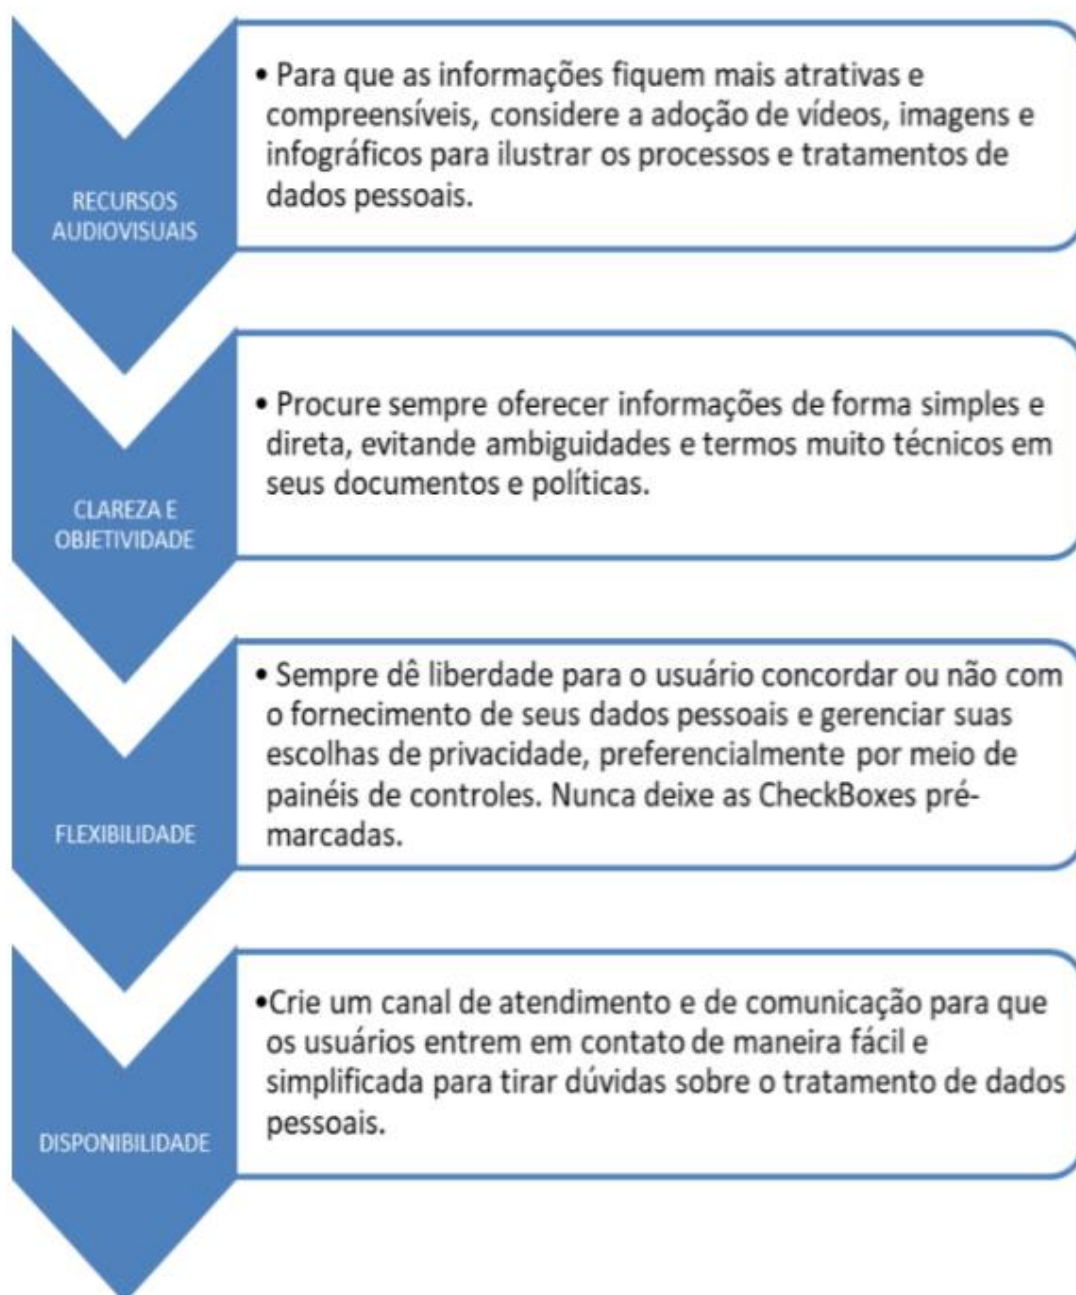 RECURSOS
AUDIOVISUAIS
• Para que as informações fiquem mais atrativas e
compreensíveis, considere a adoção de vídeos, imagens e
infográficos para ilustrar os processos e tratamentos de
dados pessoais.
CLAREZA E
OBJETIVIDADE
• Procure sempre oferecer informações de forma simples e
direta, evitande ambiguidades e termos muito técnicos em
seus documentos e políticas.
FLEXIBILIDADE
• Sempre dê liberdade para o usuário concordar ou não com
o fornecimento de seus dados pessoais e gerenciar suas
escolhas de privacidade, preferencialmente por meio de
painéis de controles. Nunca deixe as CheckBoxes pré-
marcadas.
DISPONIBILIDADE
•Crie um canal de atendimento e de comunicação para que
os usuários entrem em contato de maneira fácil e
simplificada para tirar dúvidas sobre o tratamento de dados
pessoais.